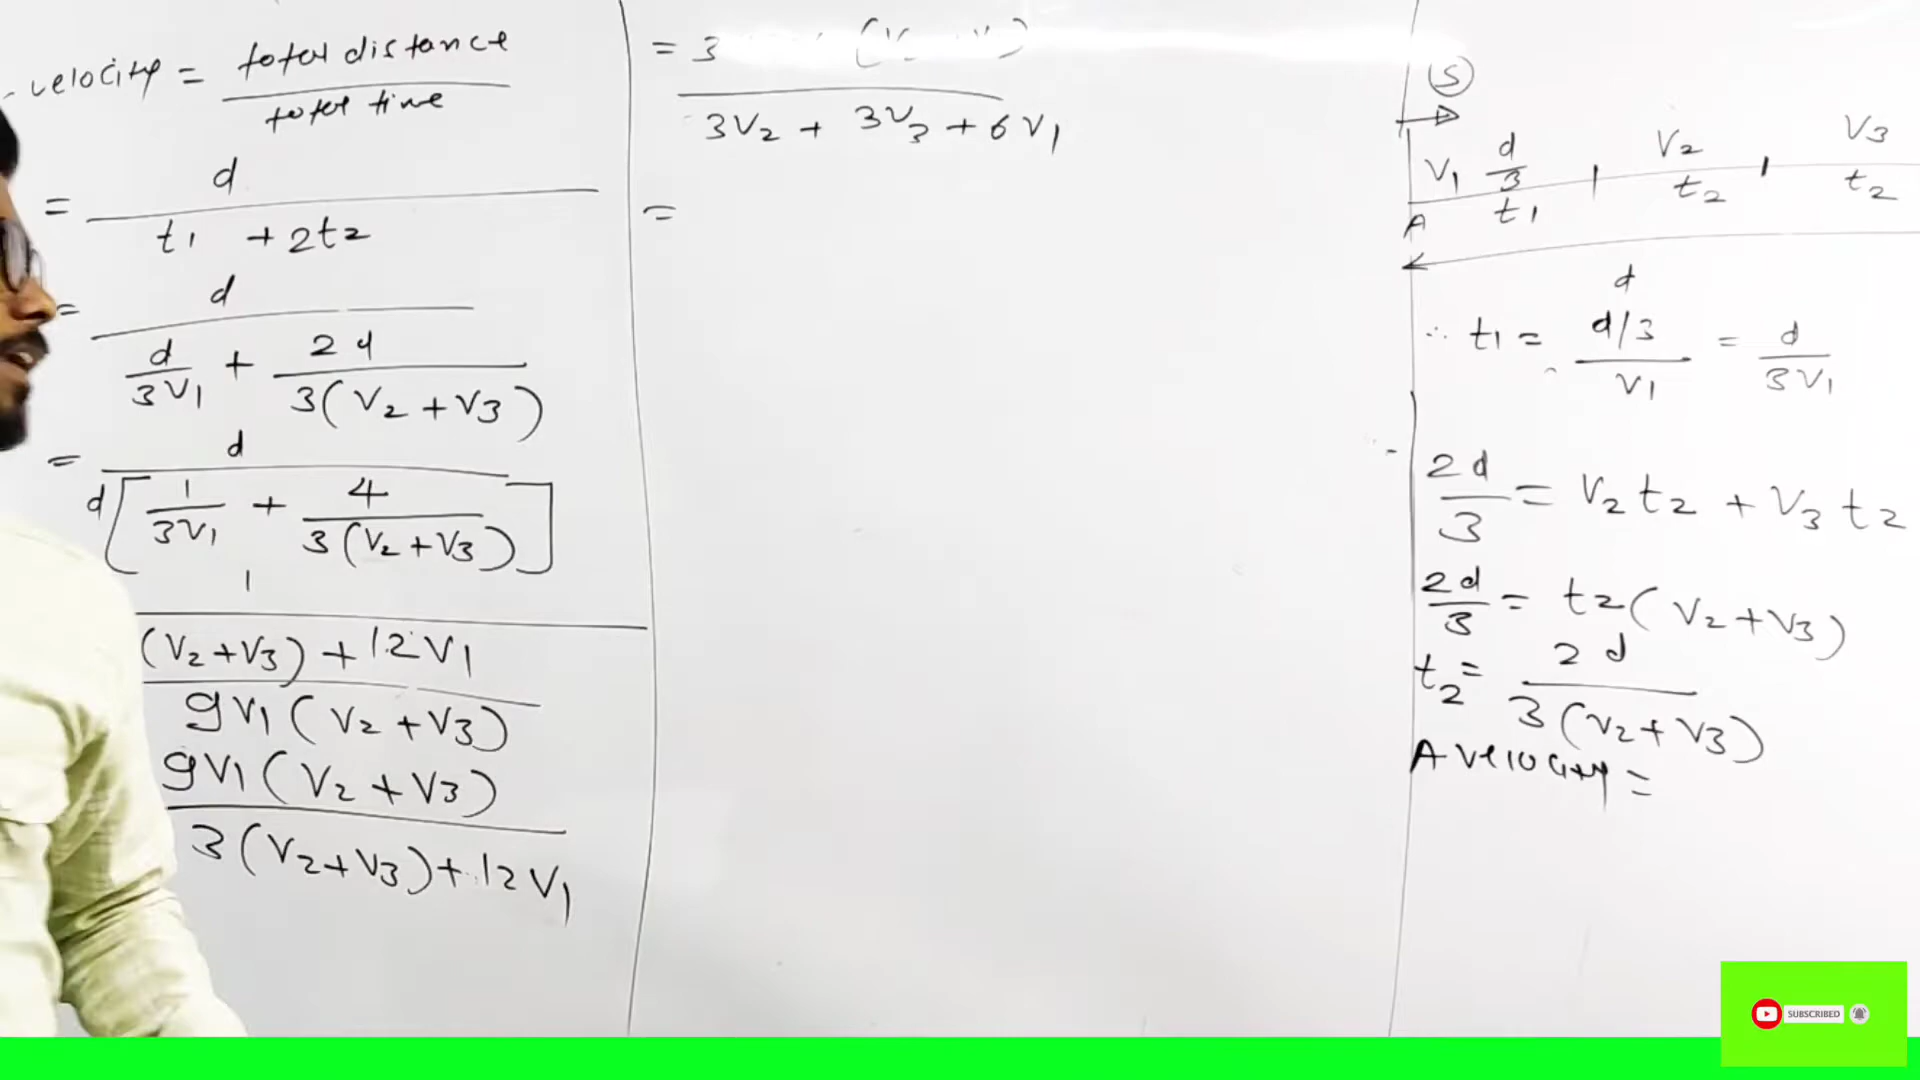 velocity = total distance
total time
= d
t1 + 2t2
= d
d/3V1 + 2d/3(V2+V3)
= d
d[1/3V1 + 4/3(V2+V3)]
1
(V2+V3)+12V1
9V1(V2+V3)
9V1(V2+V3)
3(V2+V3)+12V1
= 3
3V2 + 3V3 + 6V1
=
S
V1 d/3 V2 V3
A t1 t2 t2
d
∴ t1 = d/3 / V1 = d/3V1
2d/3 = V2t2 + V3t2
2d/3 = t2(V2+V3)
t2 = 2d/3(V2+V3)
A velocity =
SUBSCRIBED